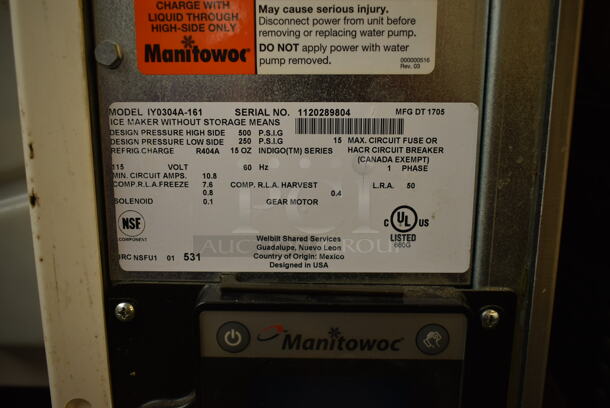 CHARGE WITH
LIQUID THROUGH
HIGH-SIDE ONLY
Manitowoc®
May cause serious injury.
Disconnect power from unit before
removing or replacing water pump.
DO NOT apply power with water
pump removed.
000000516
Rev. 03
MODEL IY0304A-161 SERIAL NO. 1120289804 MFG DT 1705
ICE MAKER WITHOUT STORAGE MEANS
DESIGN PRESSURE HIGH SIDE 500 P.S.I.G
DESIGN PRESSURE LOW SIDE 250 P.S.I.G 15 MAX. CIRCUIT FUSE OR
REFRIG CHARGE R404A 15 OZ INDIGO(TM) SERIES HACR CIRCUIT BREAKER
(CANADA EXEMPT)
115 VOLT 60 Hz 1 PHASE
MIN. CIRCUIT AMPS. 10.8
COMP.R.L.A.FREEZE 7.6 COMP. R.L.A. HARVEST L.R.A. 50
0.8 0.4
SOLENOID 0.1 GEAR MOTOR
NSF
COMPONENT
C UL US
LISTED
660G
Welbilt Shared Services
Guadalupe, Nuevo Leon
Country of Origin: Mexico
Designed in USA
RC NSFU1 01 531
AUCTION GROUP
Manitowoc®